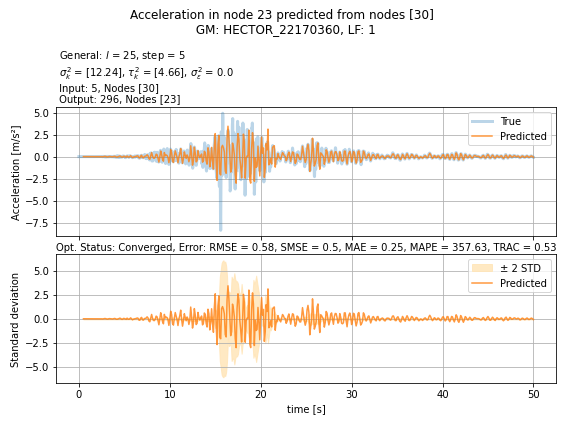 Acceleration in node 23 predicted from nodes [30]
GM: HECTOR_22170360, LF: 1
General: l = 25, step = 5
σ²ₖ = [12.24], τ²ₖ = [4.66], σ²ε = 0.0
Input: 5, Nodes [30]
Output: 296, Nodes [23]
5.0
2.5
0.0
−2.5
−5.0
−7.5
Acceleration [m/s²]
True
Predicted
Opt. Status: Converged, Error: RMSE = 0.58, SMSE = 0.5, MAE = 0.25, MAPE = 357.63, TRAC = 0.53
5.0
2.5
0.0
−2.5
−5.0
Standard deviation
± 2 STD
Predicted
0 10 20 30 40 50
time [s]